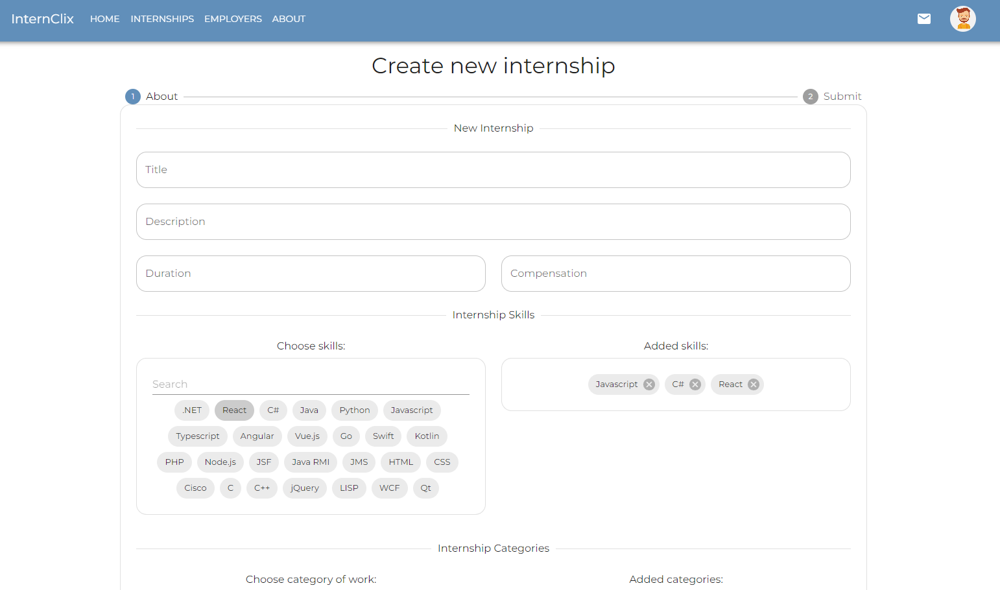 InternClix HOME INTERNSHIPS EMPLOYERS ABOUT
Create new internship
1 About 2 Submit
New Internship
Title
Description
Duration Compensation
Internship Skills
Choose skills: Added skills:
Search
Javascript C# React
.NET React C# Java Python Javascript
Typescript Angular Vue.js Go Swift Kotlin
PHP Node.js JSF Java RMI JMS HTML CSS
Cisco C C++ jQuery LISP WCF Qt
Internship Categories
Choose category of work: Added categories: